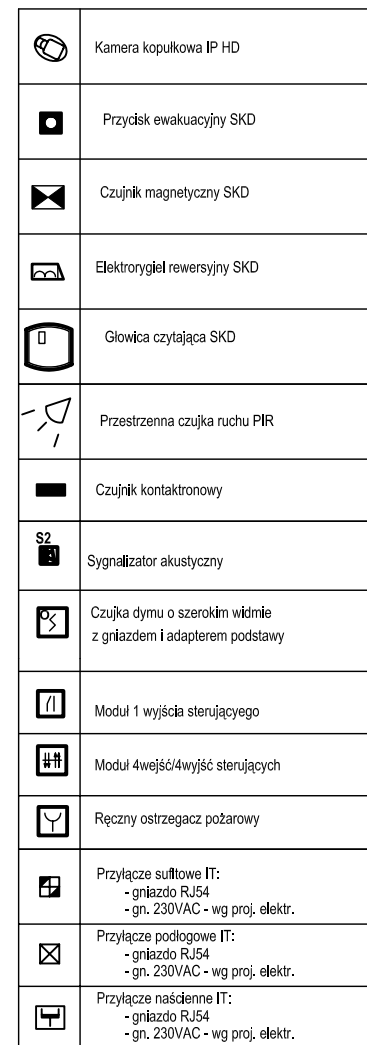 Kamera kopułkowa IP HD
Przycisk ewakuacyjny SKD
Czujnik magnetyczny SKD
Elektrorygiel rewersyjny SKD
Głowica czytająca SKD
Przestrzenna czujka ruchu PIR
Czujnik kontaktronowy
S2
Sygnalizator akustyczny
Czujka dymu o szerokim widmie
z gniazdem i adapterem podstawy
Moduł 1 wyjścia sterującyego
Moduł 4wejść/4wyjść sterujących
Ręczny ostrzegacz pożarowy
Przyłącze sufitowe IT:
- gniazdo RJ54
- gn. 230VAC - wg proj. elektr.
Przyłącze podłogowe IT:
- gniazdo RJ54
- gn. 230VAC - wg proj. elektr.
Przyłącze naścienne IT:
- gniazdo RJ54
- gn. 230VAC - wg proj. elektr.